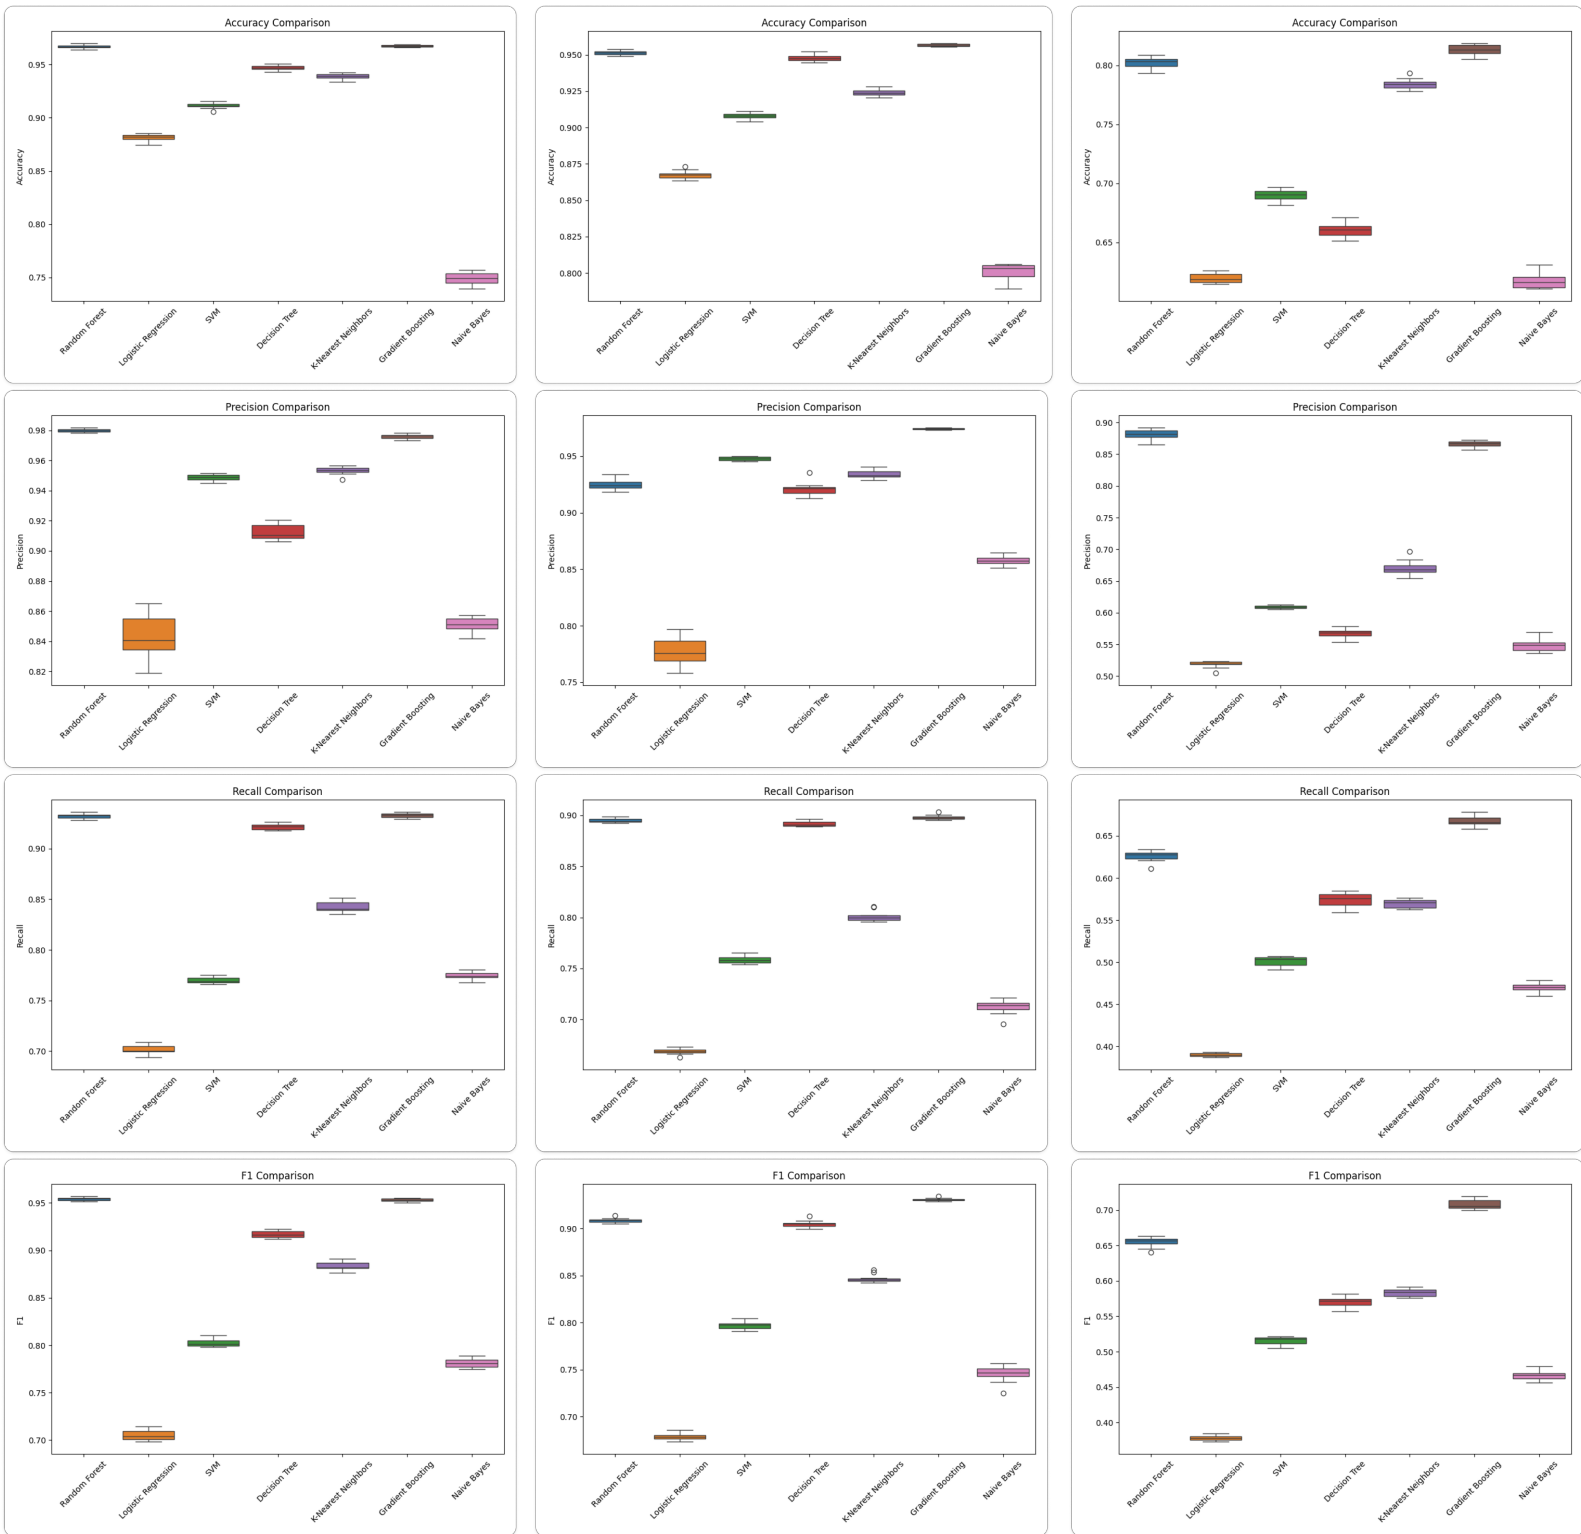 Accuracy Comparison
Accuracy
0.95
0.90
0.85
0.80
0.75
Random Forest
Logistic Regression
SVM
Decision Tree
K-Nearest Neighbors
Gradient Boosting
Naive Bayes
Accuracy Comparison
Accuracy
0.950
0.925
0.900
0.875
0.850
0.825
0.800
Random Forest
Logistic Regression
SVM
Decision Tree
K-Nearest Neighbors
Gradient Boosting
Naive Bayes
Accuracy Comparison
Accuracy
0.80
0.75
0.70
0.65
Random Forest
Logistic Regression
SVM
Decision Tree
K-Nearest Neighbors
Gradient Boosting
Naive Bayes
Precision Comparison
Precision
0.98
0.96
0.94
0.92
0.90
0.88
0.86
0.84
0.82
Random Forest
Logistic Regression
SVM
Decision Tree
K-Nearest Neighbors
Gradient Boosting
Naive Bayes
Precision Comparison
Precision
0.95
0.90
0.85
0.80
0.75
Random Forest
Logistic Regression
SVM
Decision Tree
K-Nearest Neighbors
Gradient Boosting
Naive Bayes
Precision Comparison
Precision
0.90
0.85
0.80
0.75
0.70
0.65
0.60
0.55
0.50
Random Forest
Logistic Regression
SVM
Decision Tree
K-Nearest Neighbors
Gradient Boosting
Naive Bayes
Recall Comparison
Recall
0.90
0.85
0.80
0.75
0.70
Random Forest
Logistic Regression
SVM
Decision Tree
K-Nearest Neighbors
Gradient Boosting
Naive Bayes
Recall Comparison
Recall
0.90
0.85
0.80
0.75
0.70
Random Forest
Logistic Regression
SVM
Decision Tree
K-Nearest Neighbors
Gradient Boosting
Naive Bayes
Recall Comparison
Recall
0.65
0.60
0.55
0.50
0.45
0.40
Random Forest
Logistic Regression
SVM
Decision Tree
K-Nearest Neighbors
Gradient Boosting
Naive Bayes
F1 Comparison
F1
0.95
0.90
0.85
0.80
0.75
0.70
Random Forest
Logistic Regression
SVM
Decision Tree
K-Nearest Neighbors
Gradient Boosting
Naive Bayes
F1 Comparison
F1
0.90
0.85
0.80
0.75
0.70
Random Forest
Logistic Regression
SVM
Decision Tree
K-Nearest Neighbors
Gradient Boosting
Naive Bayes
F1 Comparison
F1
0.70
0.65
0.60
0.55
0.50
0.45
0.40
Random Forest
Logistic Regression
SVM
Decision Tree
K-Nearest Neighbors
Gradient Boosting
Naive Bayes